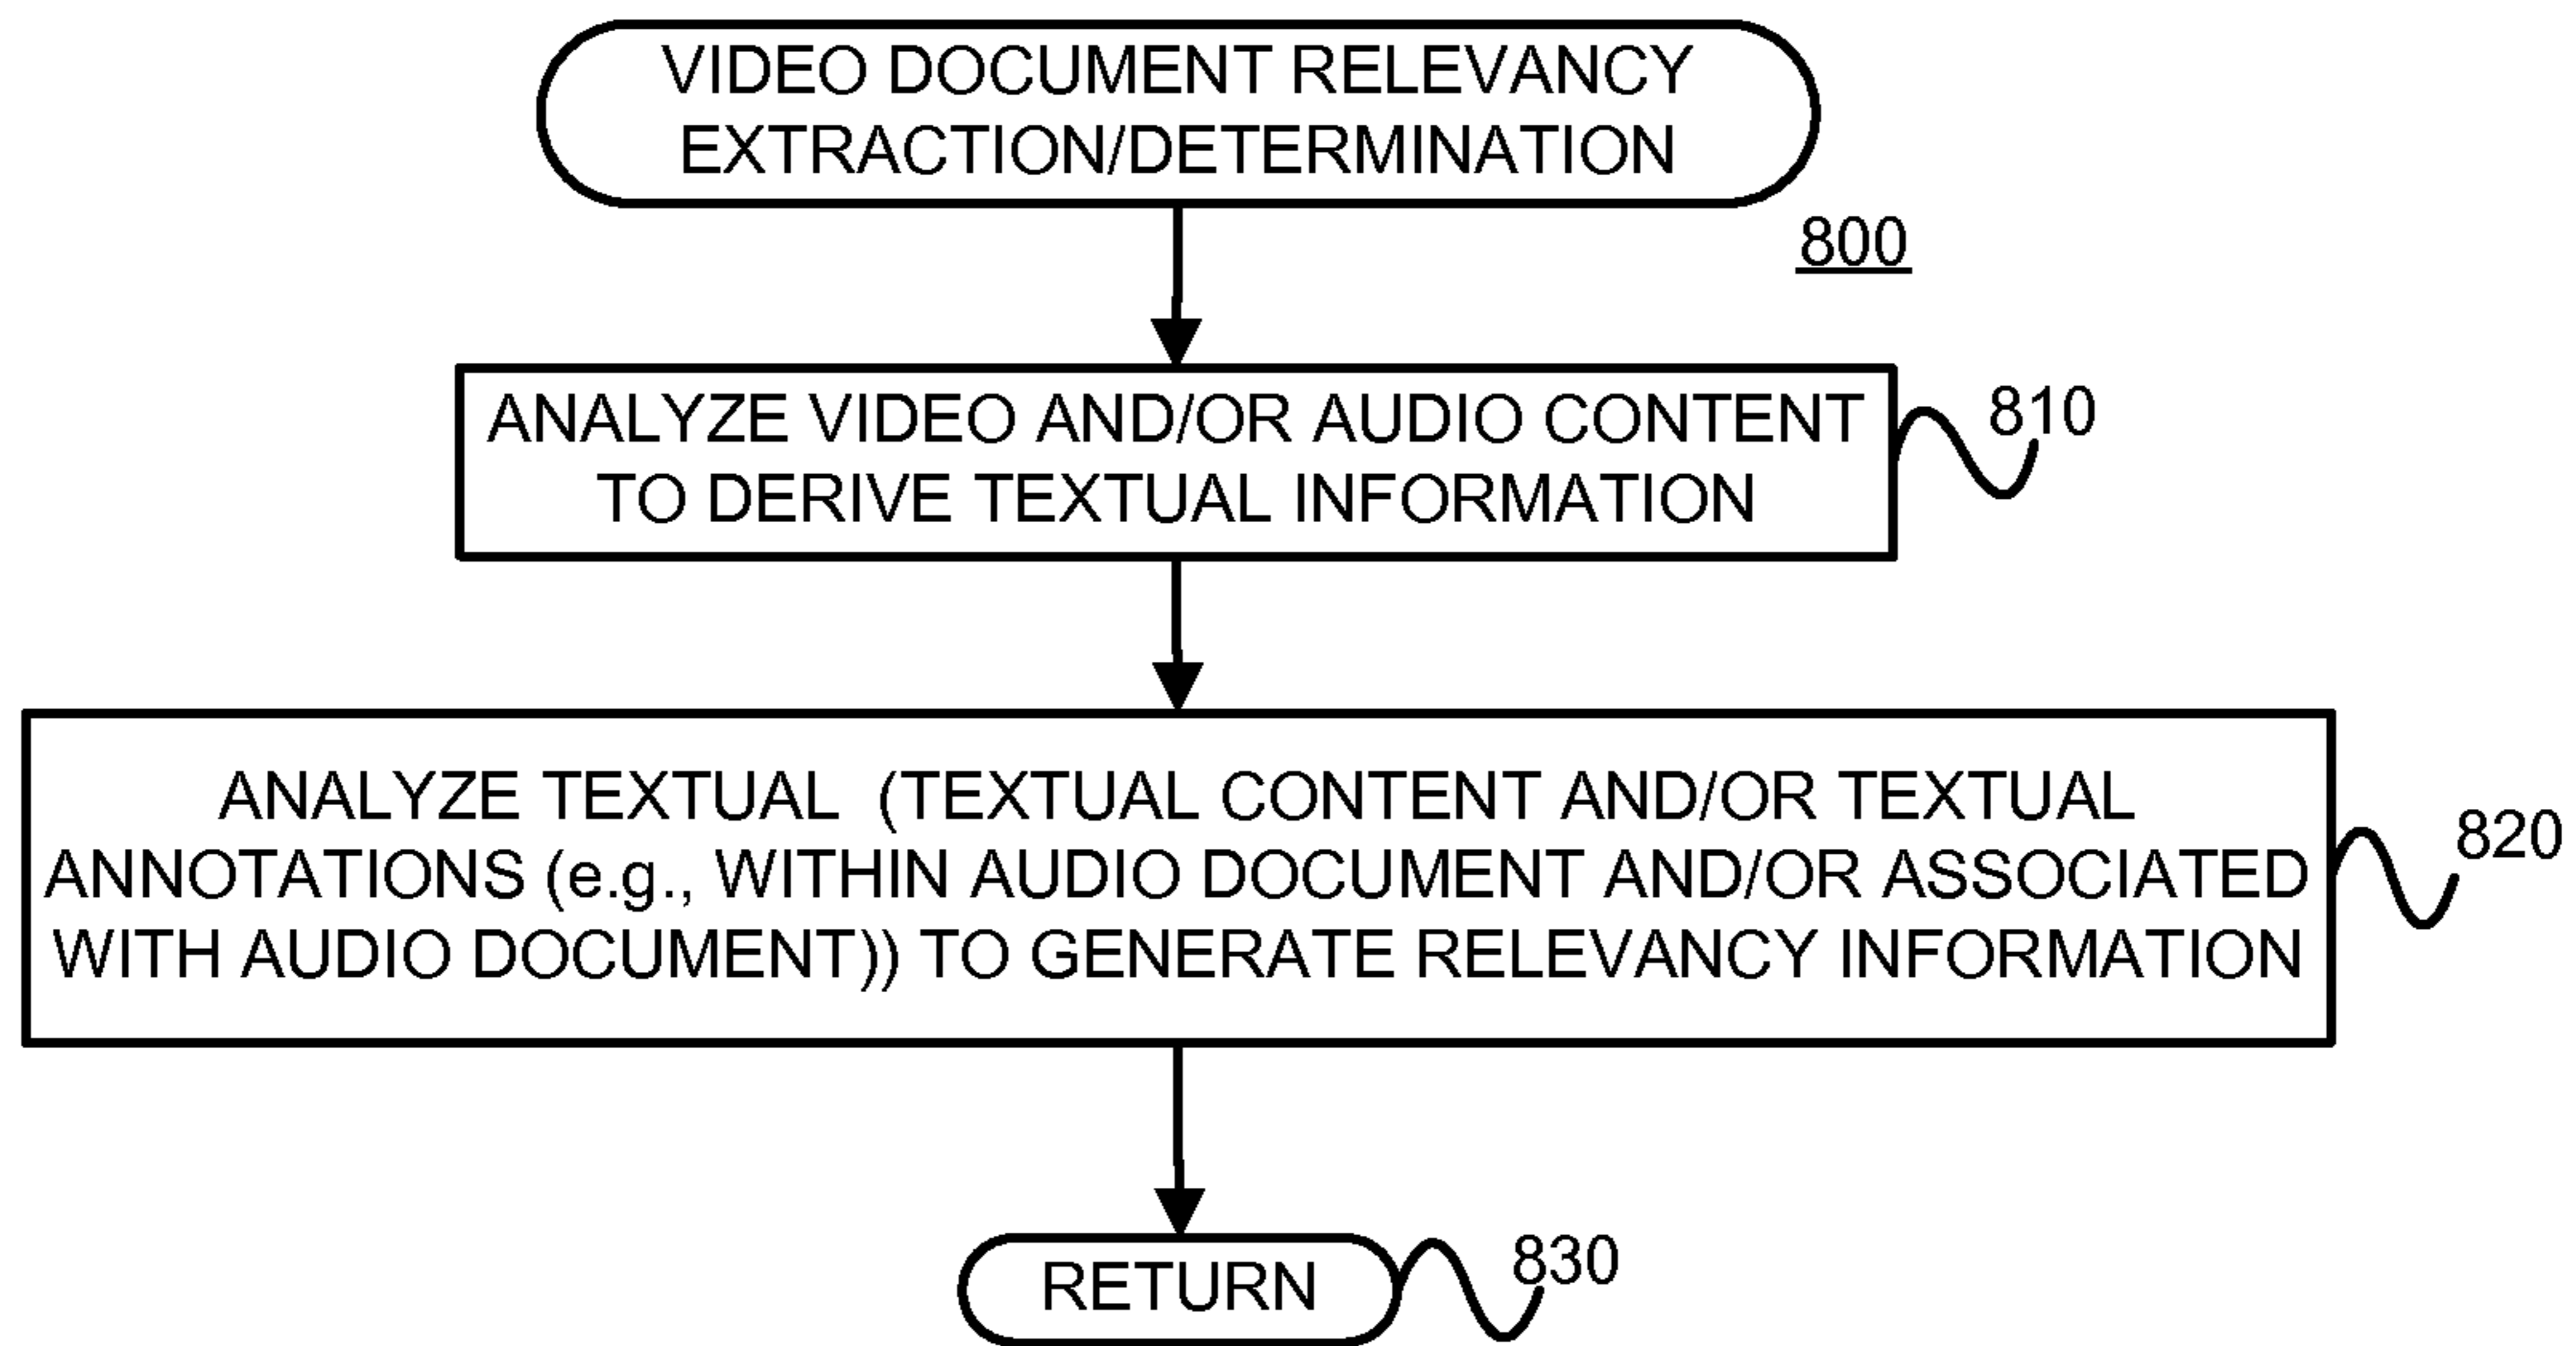 VIDEO DOCUMENT RELEVANCY
EXTRACTION/DETERMINATION
800
ANALYZE VIDEO AND/OR AUDIO CONTENT
TO DERIVE TEXTUAL INFORMATION
810
ANALYZE TEXTUAL (TEXTUAL CONTENT AND/OR TEXTUAL
ANNOTATIONS (e.g., WITHIN AUDIO DOCUMENT AND/OR ASSOCIATED
WITH AUDIO DOCUMENT)) TO GENERATE RELEVANCY INFORMATION
820
RETURN
830